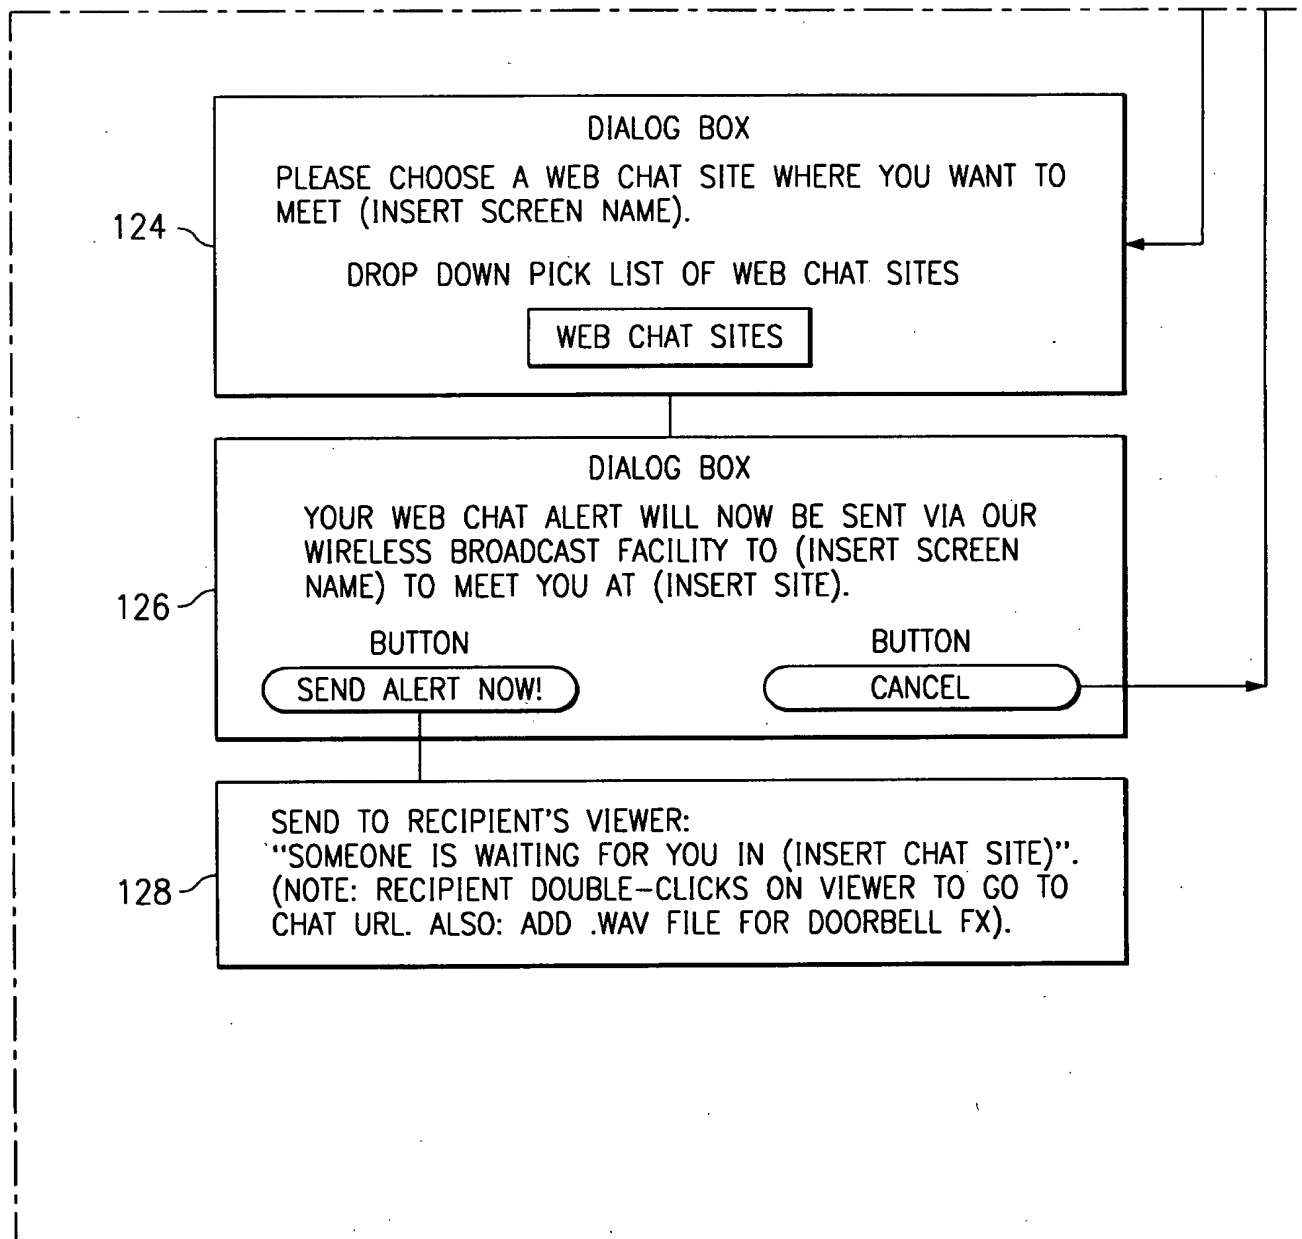 DIALOG BOX
PLEASE CHOOSE A WEB CHAT SITE WHERE YOU WANT TO
MEET (INSERT SCREEN NAME).
124
DROP DOWN PICK LIST OF WEB CHAT SITES
WEB CHAT SITES
DIALOG BOX
YOUR WEB CHAT ALERT WILL NOW BE SENT VIA OUR
WIRELESS BROADCAST FACILITY TO (INSERT SCREEN
NAME) TO MEET YOU AT (INSERT SITE).
126
BUTTON
SEND ALERT NOW!
BUTTON
CANCEL
SEND TO RECIPIENT'S VIEWER:
"SOMEONE IS WAITING FOR YOU IN (INSERT CHAT SITE)".
128
(NOTE: RECIPIENT DOUBLE-CLICKS ON VIEWER TO GO TO
CHAT URL. ALSO: ADD .WAV FILE FOR DOORBELL FX).